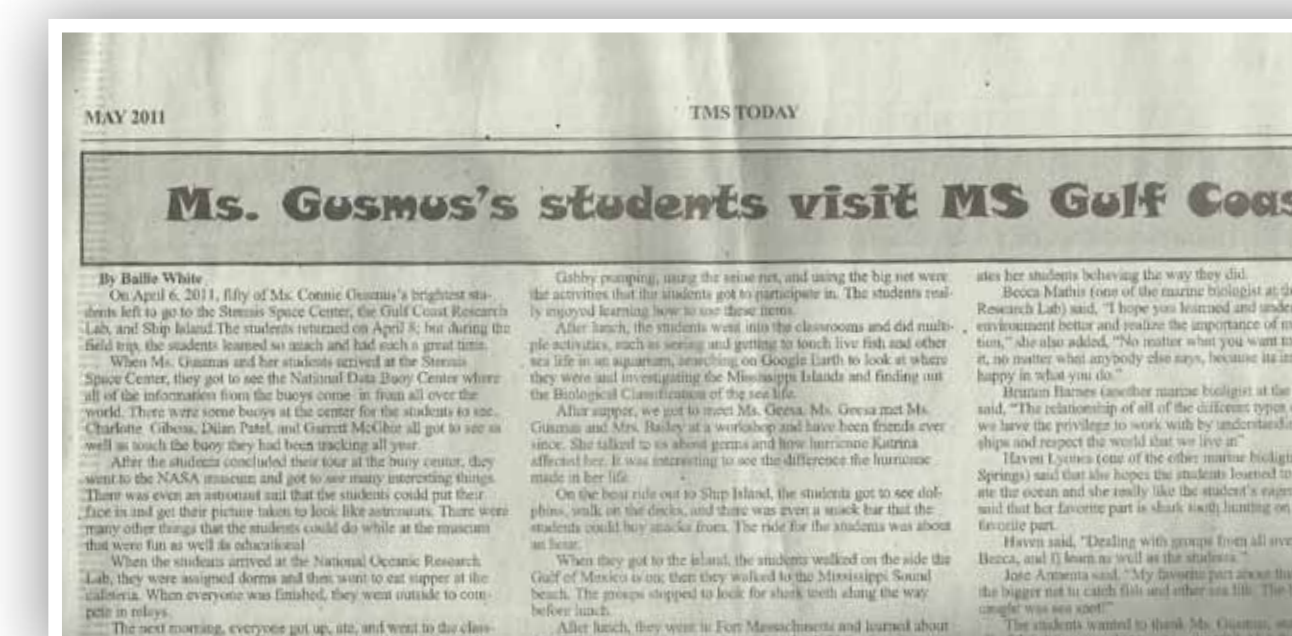 MAY 2011
TMS TODAY
Ms. Gusmus's students visit MS Gulf Coas
By Bailie White
On April 6, 2011, fifty of Ms. Connie Gusmus's brightest stu-
dents left to go to the Stennis Space Center, the Gulf Coast Research
Lab, and Ship Island. The students returned on April 8; but during the
field trip, the students learned so much and had such a great time.
When Ms. Gusmus and her students arrived at the Stennis
Space Center, they got to see the National Data Buoy Center where
all of the information from the buoys come in from all over the
world. There were some buoys at the center for the students to see.
Charlotte Dilan Patel, and Garrett McGhee all got to see as
well as touch the buoy they had been tracking all year.
After the students concluded their tour at the buoy center, they
went to the NASA museum and got to see many interesting things.
There was even an astronaut suit that the students could put their
face in and get their picture taken to look like astronauts. There were
many other things that the students could do while at the museum
that were fun as well as educational
When the students arrived at the National Oceanic Research
Lab, they were assigned dorms and then went to eat supper at the
cafeteria. When everyone was finished, they went outside to com-
pete in relays.
The next morning, everyone got up, ate, and went to the class-
Gabby pumping, using the seine net, and using the big net were
the activities that the students got to participate in. The students real-
ly enjoyed learning how to use these items.
After lunch, the students went into the classrooms and did multi-
ple activities, such as seeing and getting to touch live fish and other
sea life in an aquarium, searching on Google Earth to look at where
they were and investigating the Mississippi Islands and finding out
the Biological Classification of the sea life.
After supper, we got to meet Ms. Geesa. Ms. Geesa met Ms.
Gusmus and Mrs. Bailey at a workshop and have been friends ever
since. She talked to us about germs and how hurricane Katrina
affected her. It was interesting to see the difference the hurricane
made in her life.
On the boat ride out to Ship Island, the students got to see dol-
phins, walk on the decks, and there was even a snack bar that the
students could buy snacks from. The ride for the students was about
an hour.
When they got to the island, the students walked on the side the
Gulf of Mexico is on; then they walked to the Mississippi Sound
beach. The groups stopped to look for shark teeth along the way
before lunch.
After lunch, they went to Fort Massachusetts and learned about
ates her students behaving the way they did.
Becca Mathis (one of the marine biologist at th
Research Lab) said, "I hope you learned and under
environment better and realize the importance of
tion," she also added, "No matter what you want to
it, no matter what anybody else says, because its
happy in what you do."
Barnes (another marine biologist at the
said, "The relationship of all of the different types
we have the privilege to work with by understand
ships and respect the world that we live in"
Haven (one of the other marine
Springs) said that she hopes the students learned to
ate the ocean and she really like the student's
said that her favorite part is shark tooth hunting on
favorite part.
Haven said, "Dealing with groups from all over
Becca, and I) learn as well as the students."
Jose Armenta said, "My favorite part about the
the bigger net to catch fish and other sea life. The
caught was
The students wanted to thank Ms. Gusmus,